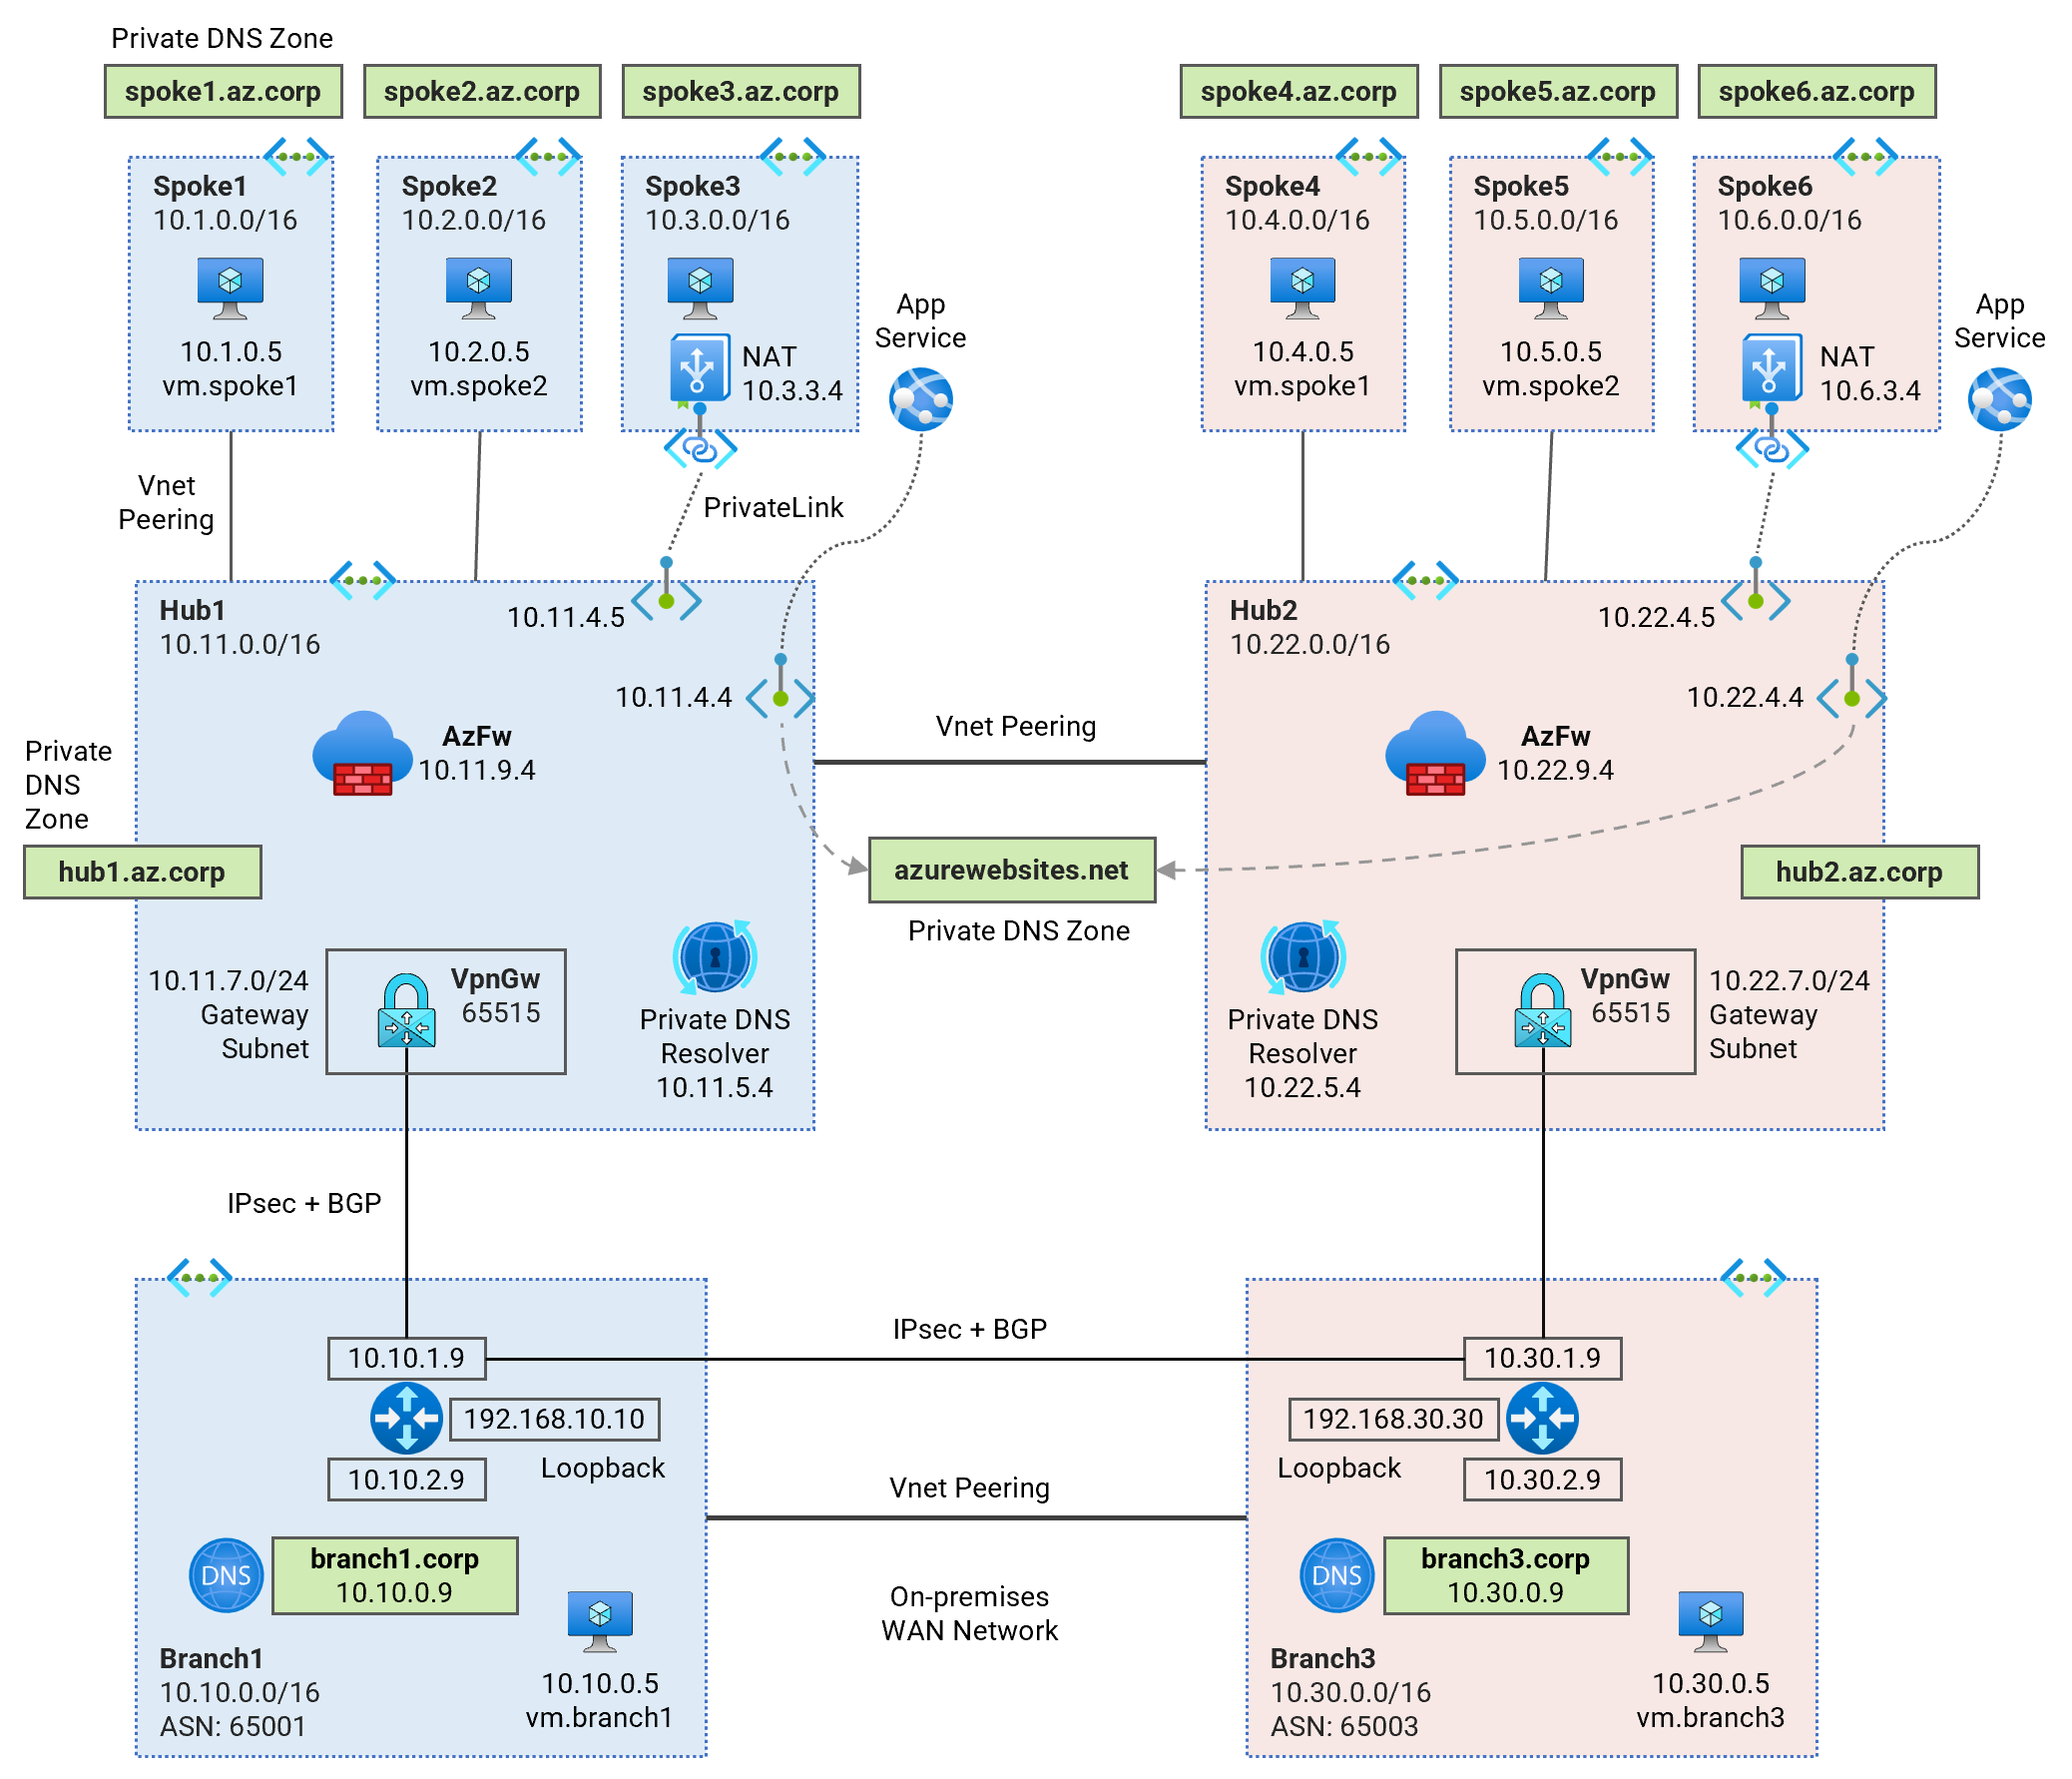 Private DNS Zone
spoke1.az.corp
spoke2.az.corp
spoke3.az.corp
spoke4.az.corp
spoke5.az.corp
spoke6.az.corp
Spoke1
10.1.0.0/16
10.1.0.5
vm.spoke1
Spoke2
10.2.0.0/16
10.2.0.5
vm.spoke2
Spoke3
10.3.0.0/16
NAT
10.3.3.4
App
Service
Spoke4
10.4.0.0/16
10.4.0.5
vm.spoke1
Spoke5
10.5.0.0/16
10.5.0.5
vm.spoke2
Spoke6
10.6.0.0/16
NAT
10.6.3.4
App
Service
Vnet
Peering
PrivateLink
Hub1
10.11.0.0/16
10.11.4.5
10.11.4.4
AzFw
10.11.9.4
Private
DNS
Zone
hub1.az.corp
10.11.7.0/24
Gateway
Subnet
VpnGw
65515
Private DNS
Resolver
10.11.5.4
Vnet Peering
azurewebsites.net
Private DNS Zone
Hub2
10.22.0.0/16
10.22.4.5
10.22.4.4
AzFw
10.22.9.4
hub2.az.corp
Private DNS
Resolver
10.22.5.4
VpnGw
65515
10.22.7.0/24
Gateway
Subnet
IPsec + BGP
10.10.1.9
192.168.10.10
Loopback
10.10.2.9
DNS
branch1.corp
10.10.0.9
Branch1
10.10.0.0/16
ASN: 65001
10.10.0.5
vm.branch1
IPsec + BGP
Vnet Peering
On-premises
WAN Network
10.30.1.9
192.168.30.30
Loopback
10.30.2.9
DNS
branch3.corp
10.30.0.9
Branch3
10.30.0.0/16
ASN: 65003
10.30.0.5
vm.branch3